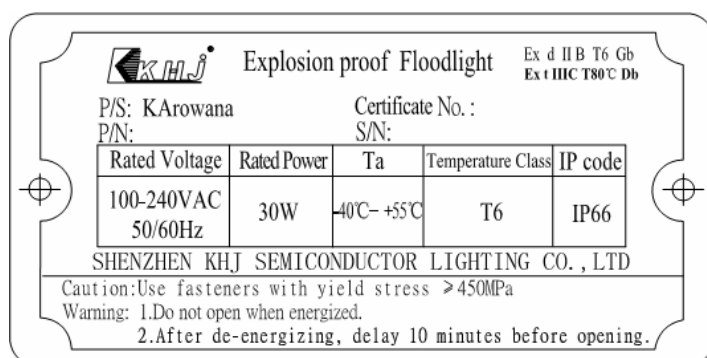 KHJ Explosion proof Floodlight
Ex d IIB T6 Gb
Ex t IIIC T80℃ Db
P/S: KArowana
Certificate No. :
P/N:
S/N:
Rated Voltage Rated Power Ta Temperature Class IP code
100-240VAC
50/60Hz
30W -40℃- +55℃ T6 IP66
SHENZHEN KHJ SEMICONDUCTOR LIGHTING CO.,LTD
Caution:Use fasteners with yield stress ≥450MPa
Warning: 1.Do not open when energized.
2.After de-energizing, delay 10 minutes before opening.